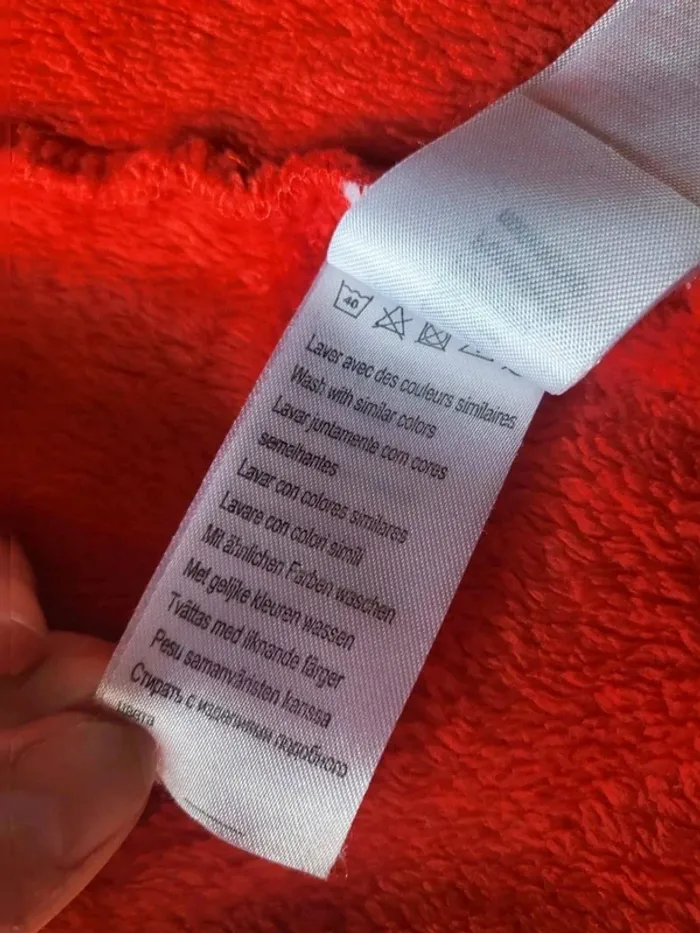 40
Laver avec des couleurs similaires
Wash with similar colors
Lavar juntamente com cores
semelhantes
Lavar con colores similares
Lavare con colori simili
Mit ähnlichen Farben waschen
Met gelijke kleuren wassen
Tvättas med liknande färger
Pesu samanväristen kanssa
Стирать с изделиями подобного
цвета